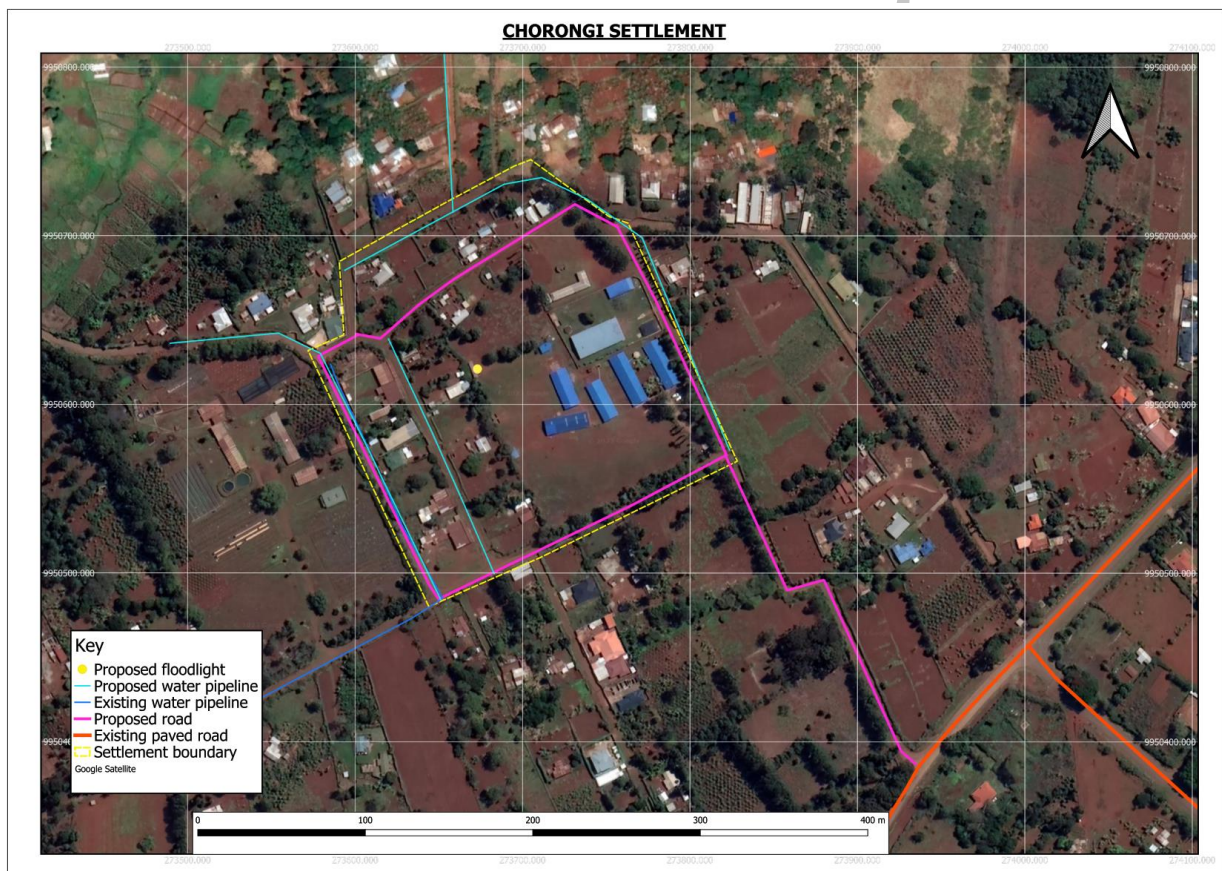 CHORONGI SETTLEMENT
273500.000 273600.000 273700.000 273800.000 273900.000 274000.000 274100.000
9950800.000 9950800.000
9950700.000 9950700.000
9950600.000 9950600.000
9950500.000 9950500.000
9950400.000 9950400.000
Key
Proposed floodlight
Proposed water pipeline
Existing water pipeline
Proposed road
Existing paved road
Settlement boundary
Google Satellite
0 100 200 300 400 m
273500.000 273600.000 273700.000 273800.000 273900.000 274000.000 274100.000